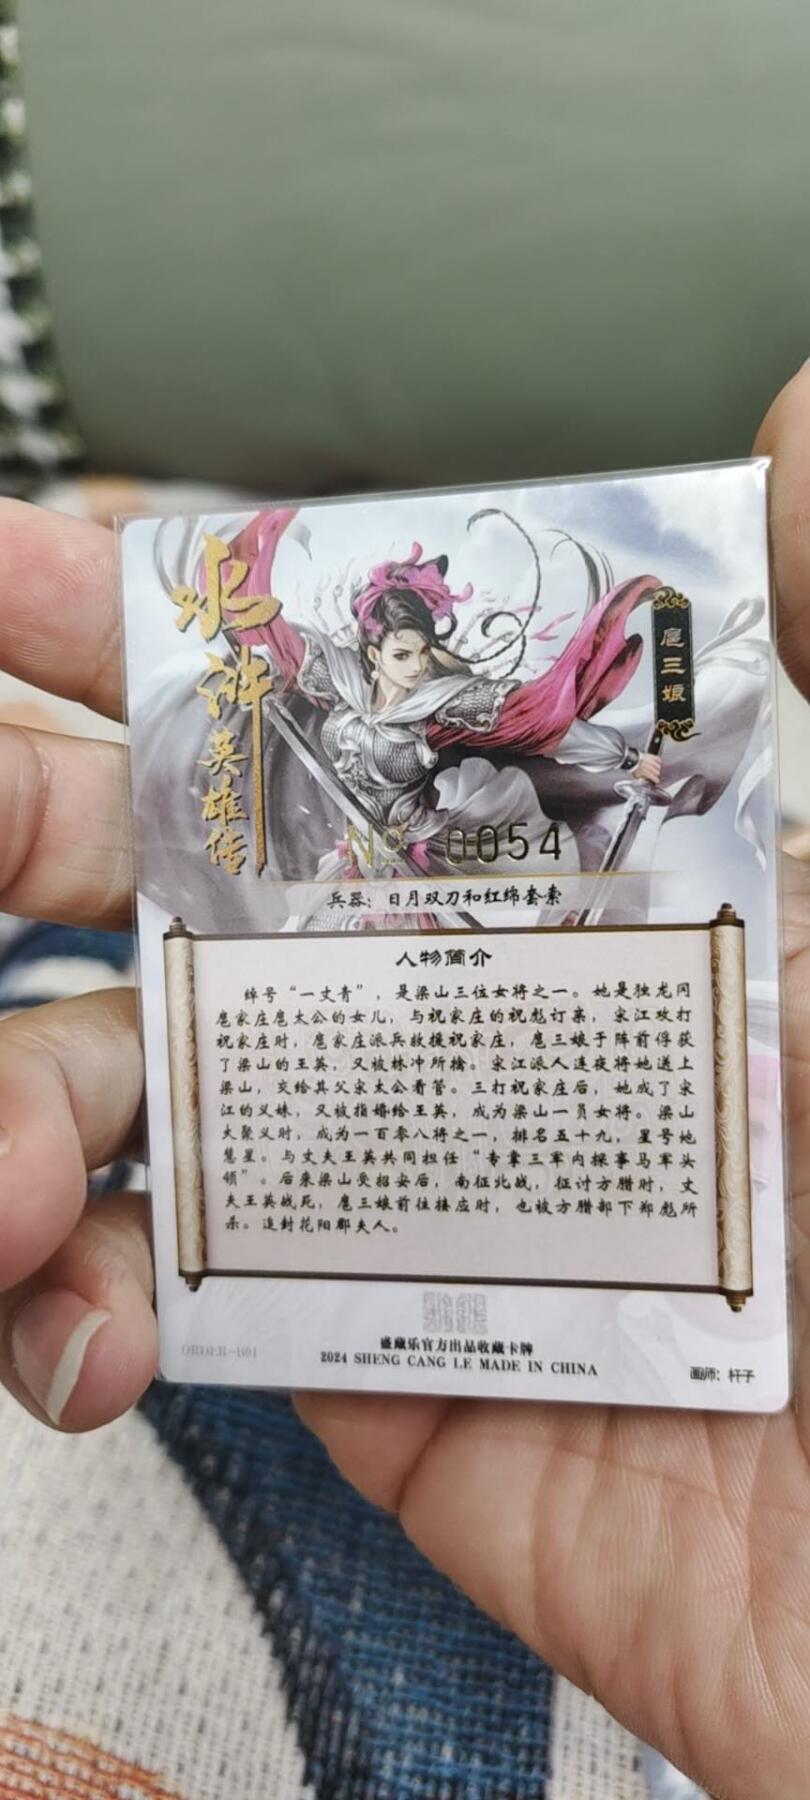 水浒英雄传
扈三娘
№ 0054
兵器：日月双刀和红绵套索
人物简介
绰号“一丈青”，是梁山三位女将之一。她是独龙冈
扈家庄扈太公的女儿，与祝家庄的祝彪订亲，宋江攻打
祝家庄时，扈家庄派兵救援祝家庄，扈三娘于阵前俘获
了梁山的王英，又被林冲所擒。宋江派人连夜将她送上
梁山，交给其父宋太公看管。三打祝家庄后，她成了宋
江的义妹，又被指婚给王英，成为梁山一员女将。梁山
大聚义时，成为一百零八将之一，排名五十九，星号地
慧星。与丈夫王英共同担任“专掌三军内探事马军头
领”。后来梁山受招安后，南征北战，征讨方腊时，丈
夫王英战死，扈三娘前往接应时，也被方腊部下郑彪所
杀。追封花阳郡夫人。
盛藏乐官方出品收藏卡牌
2024 SHENG CANG LE MADE IN CHINA
ORDER-B01
画师：杆子